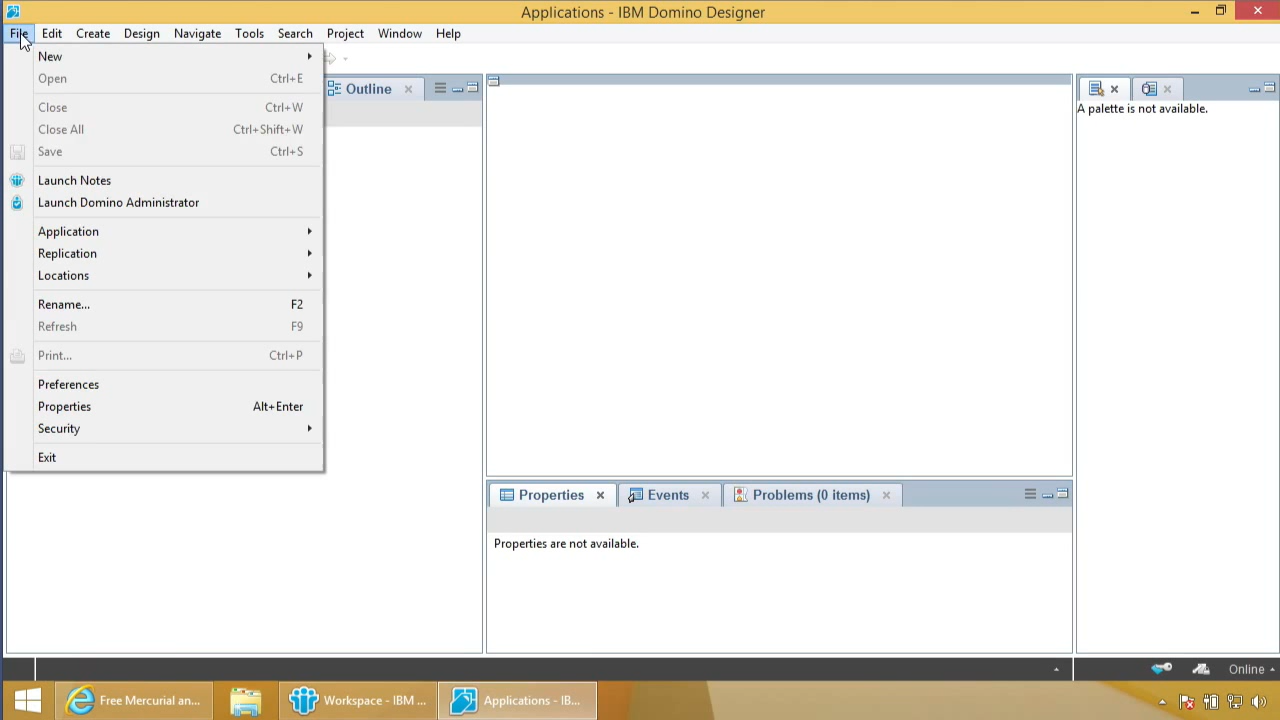 Applications - IBM Domino Designer
File Edit Create Design Navigate Tools Search Project Window Help
New
Open Ctrl+E
Close Ctrl+W
Close All Ctrl+Shift+W
Save Ctrl+S
Launch Notes
Launch Domino Administrator
Application
Replication
Locations
Rename... F2
Refresh F9
Print... Ctrl+P
Preferences
Properties Alt+Enter
Security
Exit
Outline
A palette is not available.
Properties Events Problems (0 items)
Properties are not available.
Online
Free Mercurial an... Workspace - IBM ... Applications - IB...